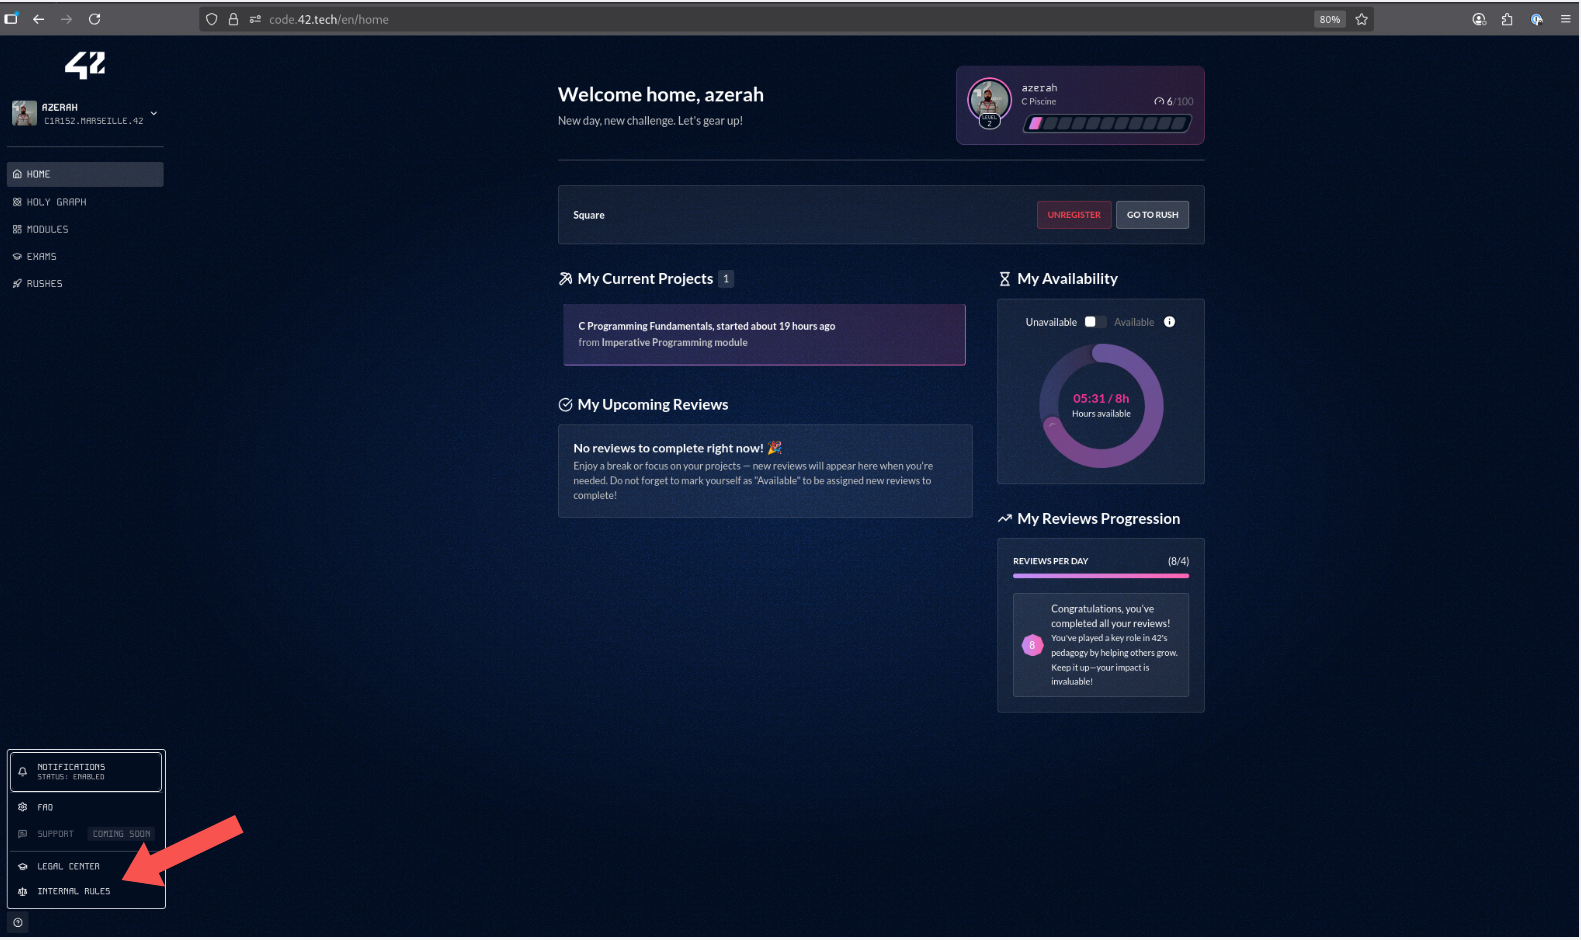 code.42.tech/en/home
80%
42
AZERAH
C1R1S2.MARSEILLE.42
HOME
HOLY GRAPH
MODULES
EXAMS
RUSHES
Welcome home, azerah
New day, new challenge. Let's gear up!
azerah
C Piscine
6/100
LEVEL
2
Square
UNREGISTER
GO TO RUSH
My Current Projects 1
C Programming Fundamentals, started about 19 hours ago
from Imperative Programming module
My Upcoming Reviews
No reviews to complete right now! 🎉
Enjoy a break or focus on your projects — new reviews will appear here when you're
needed. Do not forget to mark yourself as "Available" to be assigned new reviews to
complete!
My Availability
Unavailable Available
05:31 / 8h
Hours available
My Reviews Progression
REVIEWS PER DAY (8/4)
8
Congratulations, you've
completed all your reviews!
You've played a key role in 42's
pedagogy by helping others grow.
Keep it up—your impact is
invaluable!
NOTIFICATIONS
STATUS: ENABLED
FAQ
SUPPORT COMING SOON
LEGAL CENTER
INTERNAL RULES